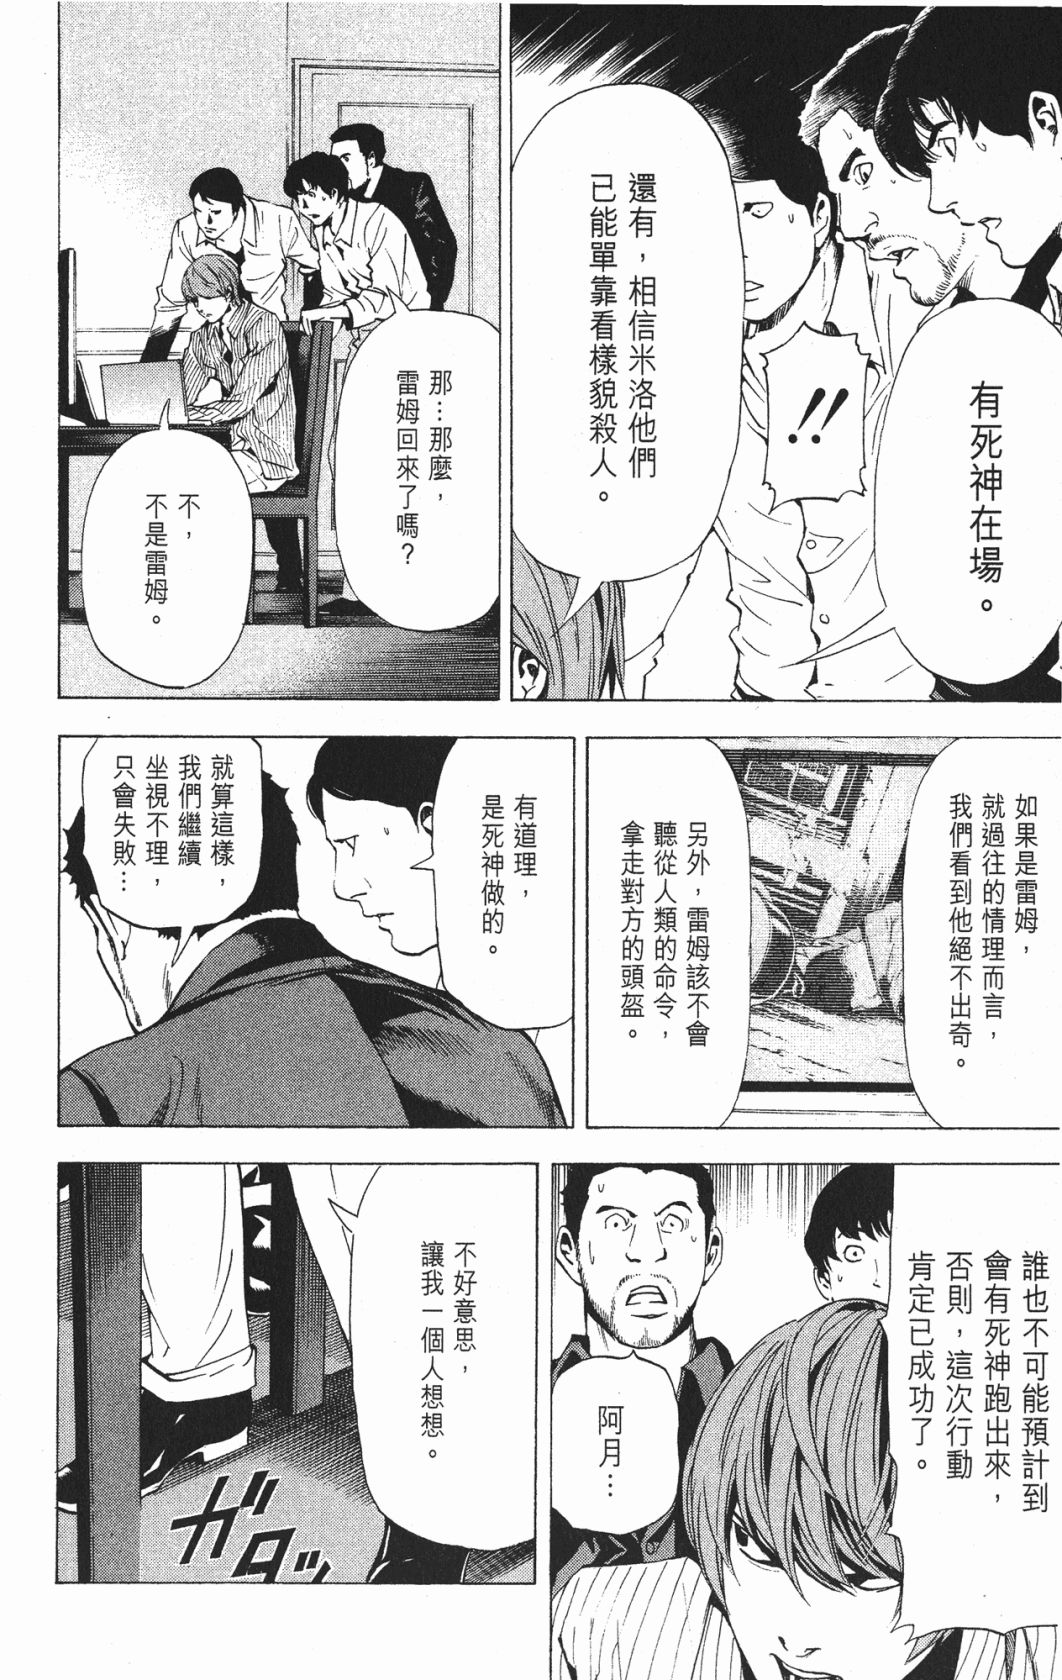 有死神在場。
!!
還有，相信米洛他們
已能單靠看樣貌殺人。
那…那麼，
雷姆回來了嗎？
不，
不是雷姆。
如果是雷姆，
就過往的情理而言，
我們看到他絕不出奇。
另外，雷姆該不會
聽從人類的命令，
拿走對方的頭盔。
有道理，
是死神做的。
就算這樣，
我們繼續
坐視不理，
只會失敗…
誰也不可能預計到
會有死神跑出來，
否則，這次行動
肯定已成功了。
阿月…
不好意思，
讓我一個人想想。
ガタッ